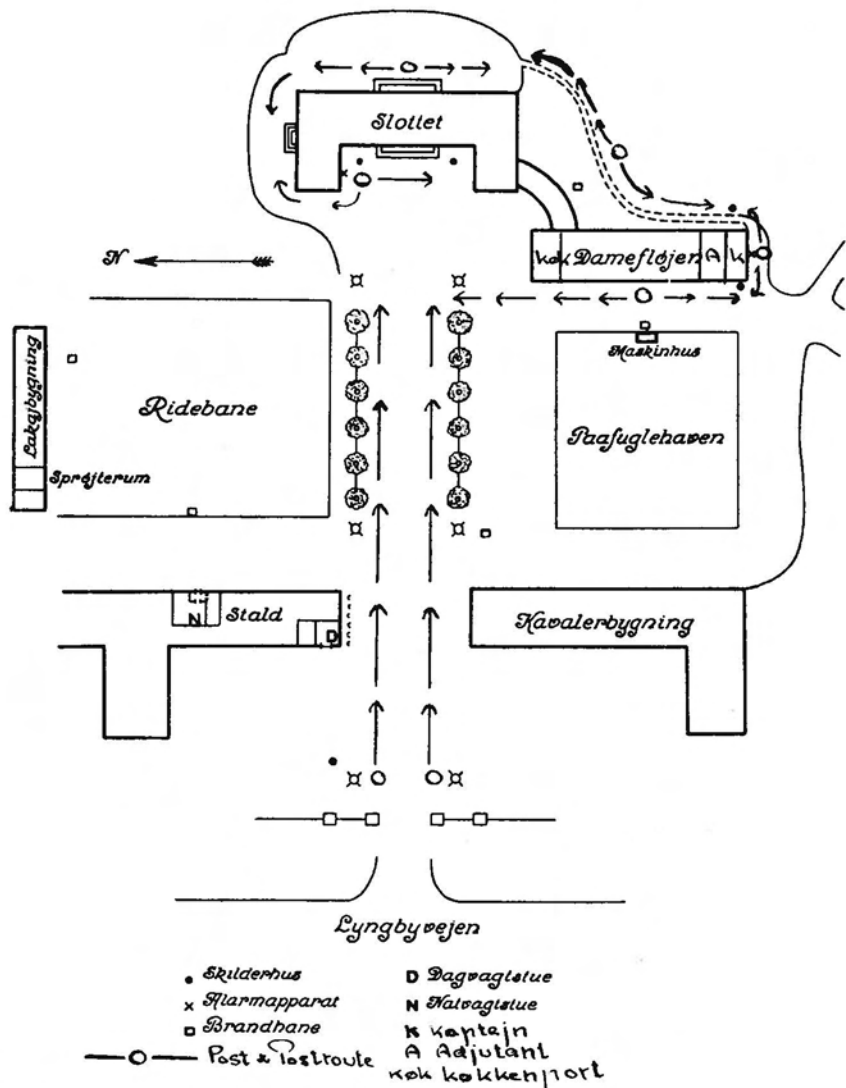 Slottet
N
Køk Damefløjen A K
Maskinhus
Lakajbygning
Ridebane
Paafuglehaven
Sprøjterum
N
Stald
D
Kavalerbygning
Lyngbyvejen
Skilderhus
Alarmapparat
Brandhane
Post & Postroute
D Dagvagtstue
N Natvagtstue
K Kaptajn
A Adjutant
Køk Køkkenport